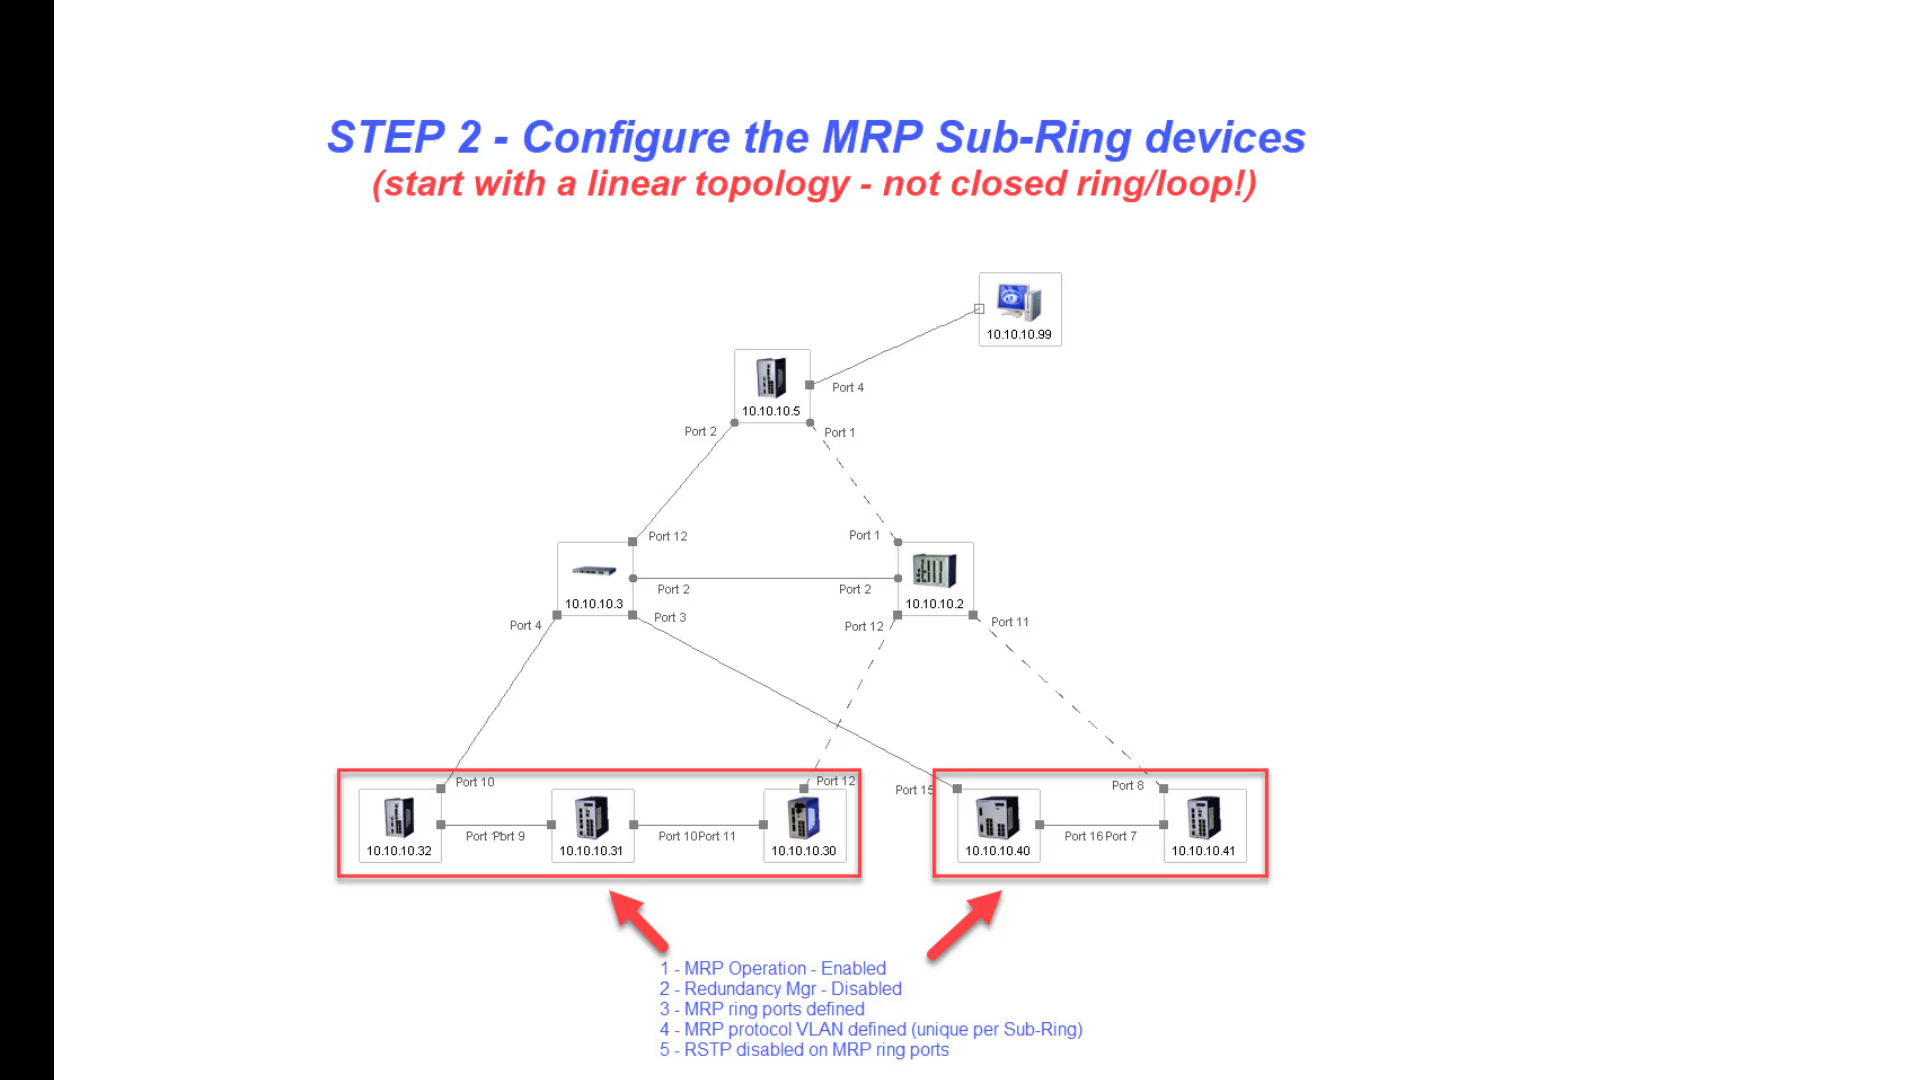 STEP 2 - Configure the MRP Sub-Ring devices
(start with a linear topology - not closed ring/loop!)
10.10.10.99
Port 4
10.10.10.5
Port 2
Port 1
Port 12
Port 1
Port 2
Port 2
10.10.10.3
10.10.10.2
Port 4
Port 3
Port 12
Port 11
Port 10
Port 12
Port 15
Port 8
Port 9
Port 10
Port 11
Port 16
Port 7
10.10.10.32
10.10.10.31
10.10.10.30
10.10.10.40
10.10.10.41
1 - MRP Operation - Enabled
2 - Redundancy Mgr - Disabled
3 - MRP ring ports defined
4 - MRP protocol VLAN defined (unique per Sub-Ring)
5 - RSTP disabled on MRP ring ports